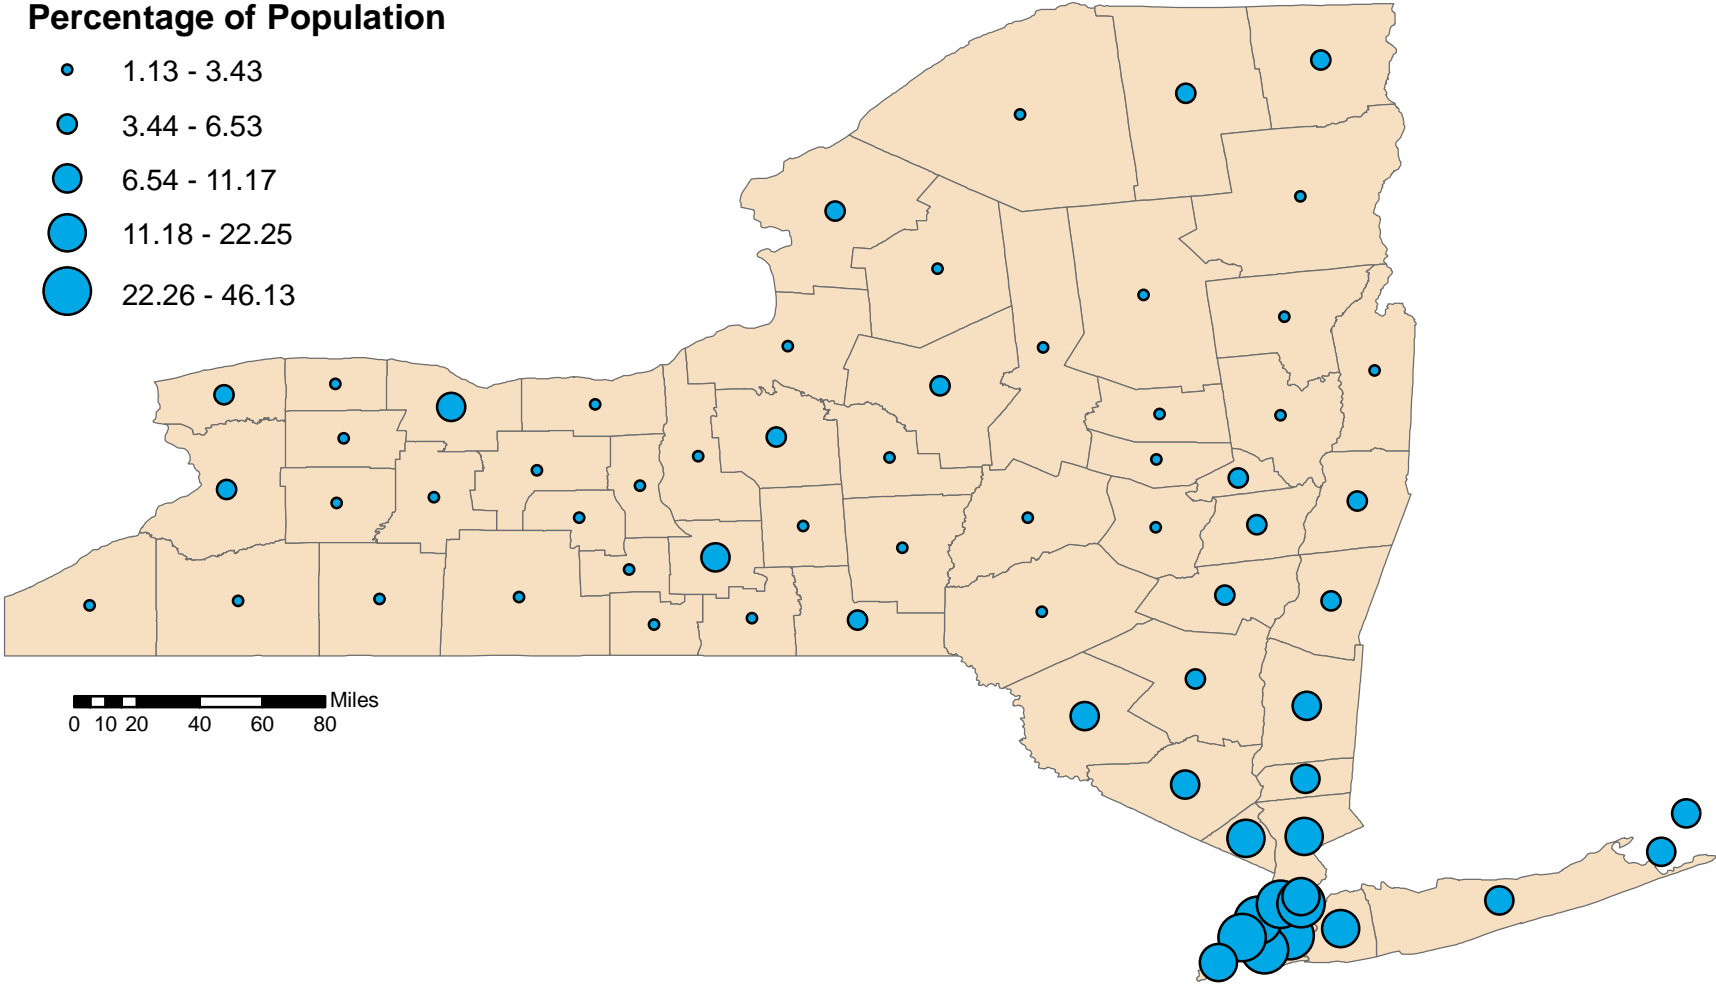 Percentage of Population
1.13 - 3.43
3.44 - 6.53
6.54 - 11.17
11.18 - 22.25
22.26 - 46.13
Miles
0 10 20 40 60 80